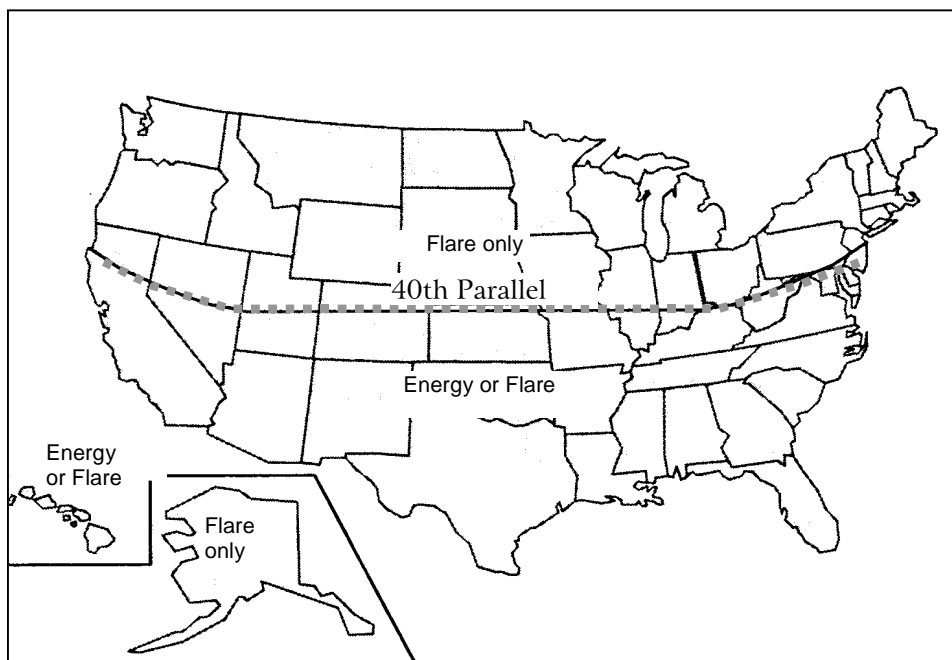 Flare only
40th Parallel
Energy or Flare
Energy
or Flare
Flare
only